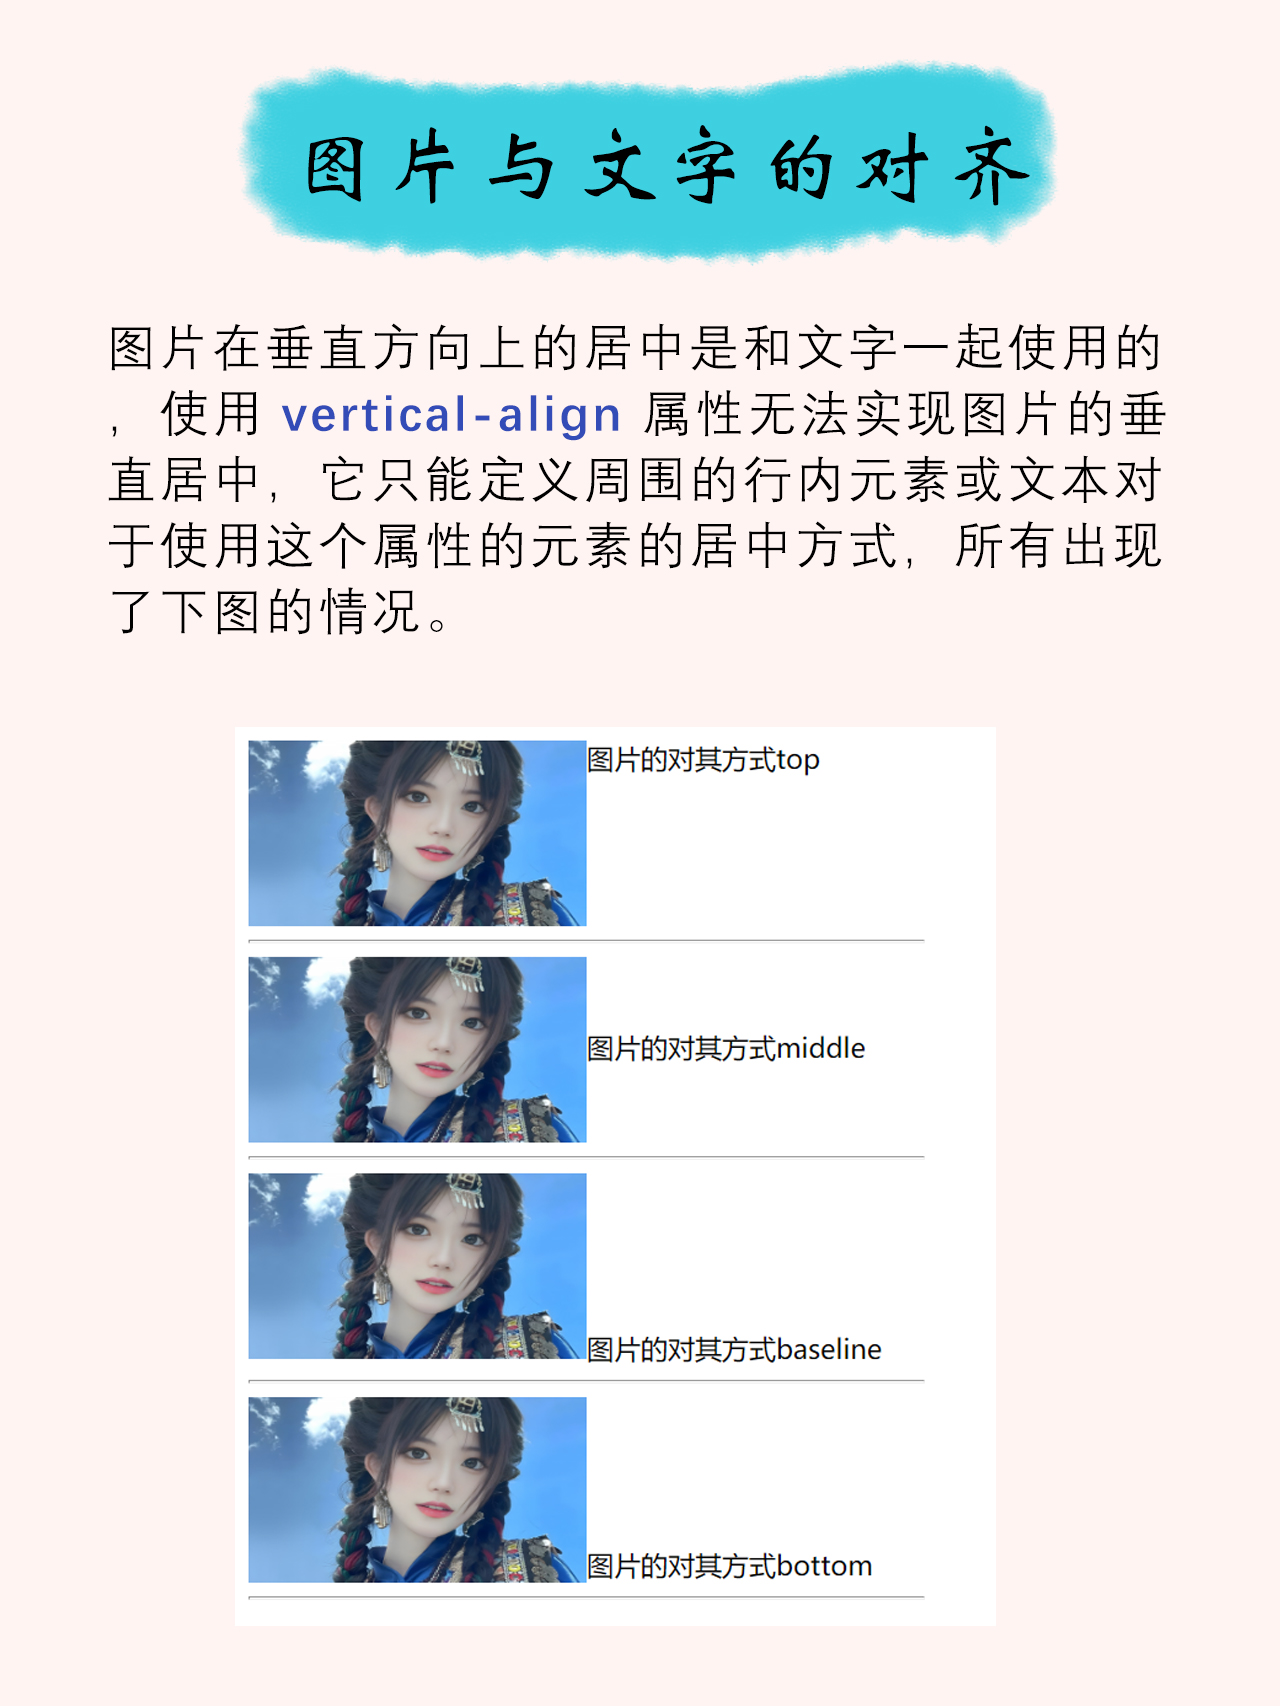 图片与文字的对齐
图片在垂直方向上的居中是和文字一起使用的
，使用 vertical-align 属性无法实现图片的垂
直居中，它只能定义周围的行内元素或文本对
于使用这个属性的元素的居中方式，所有出现
了下图的情况。
图片的对其方式top
图片的对其方式middle
图片的对其方式baseline
图片的对其方式bottom